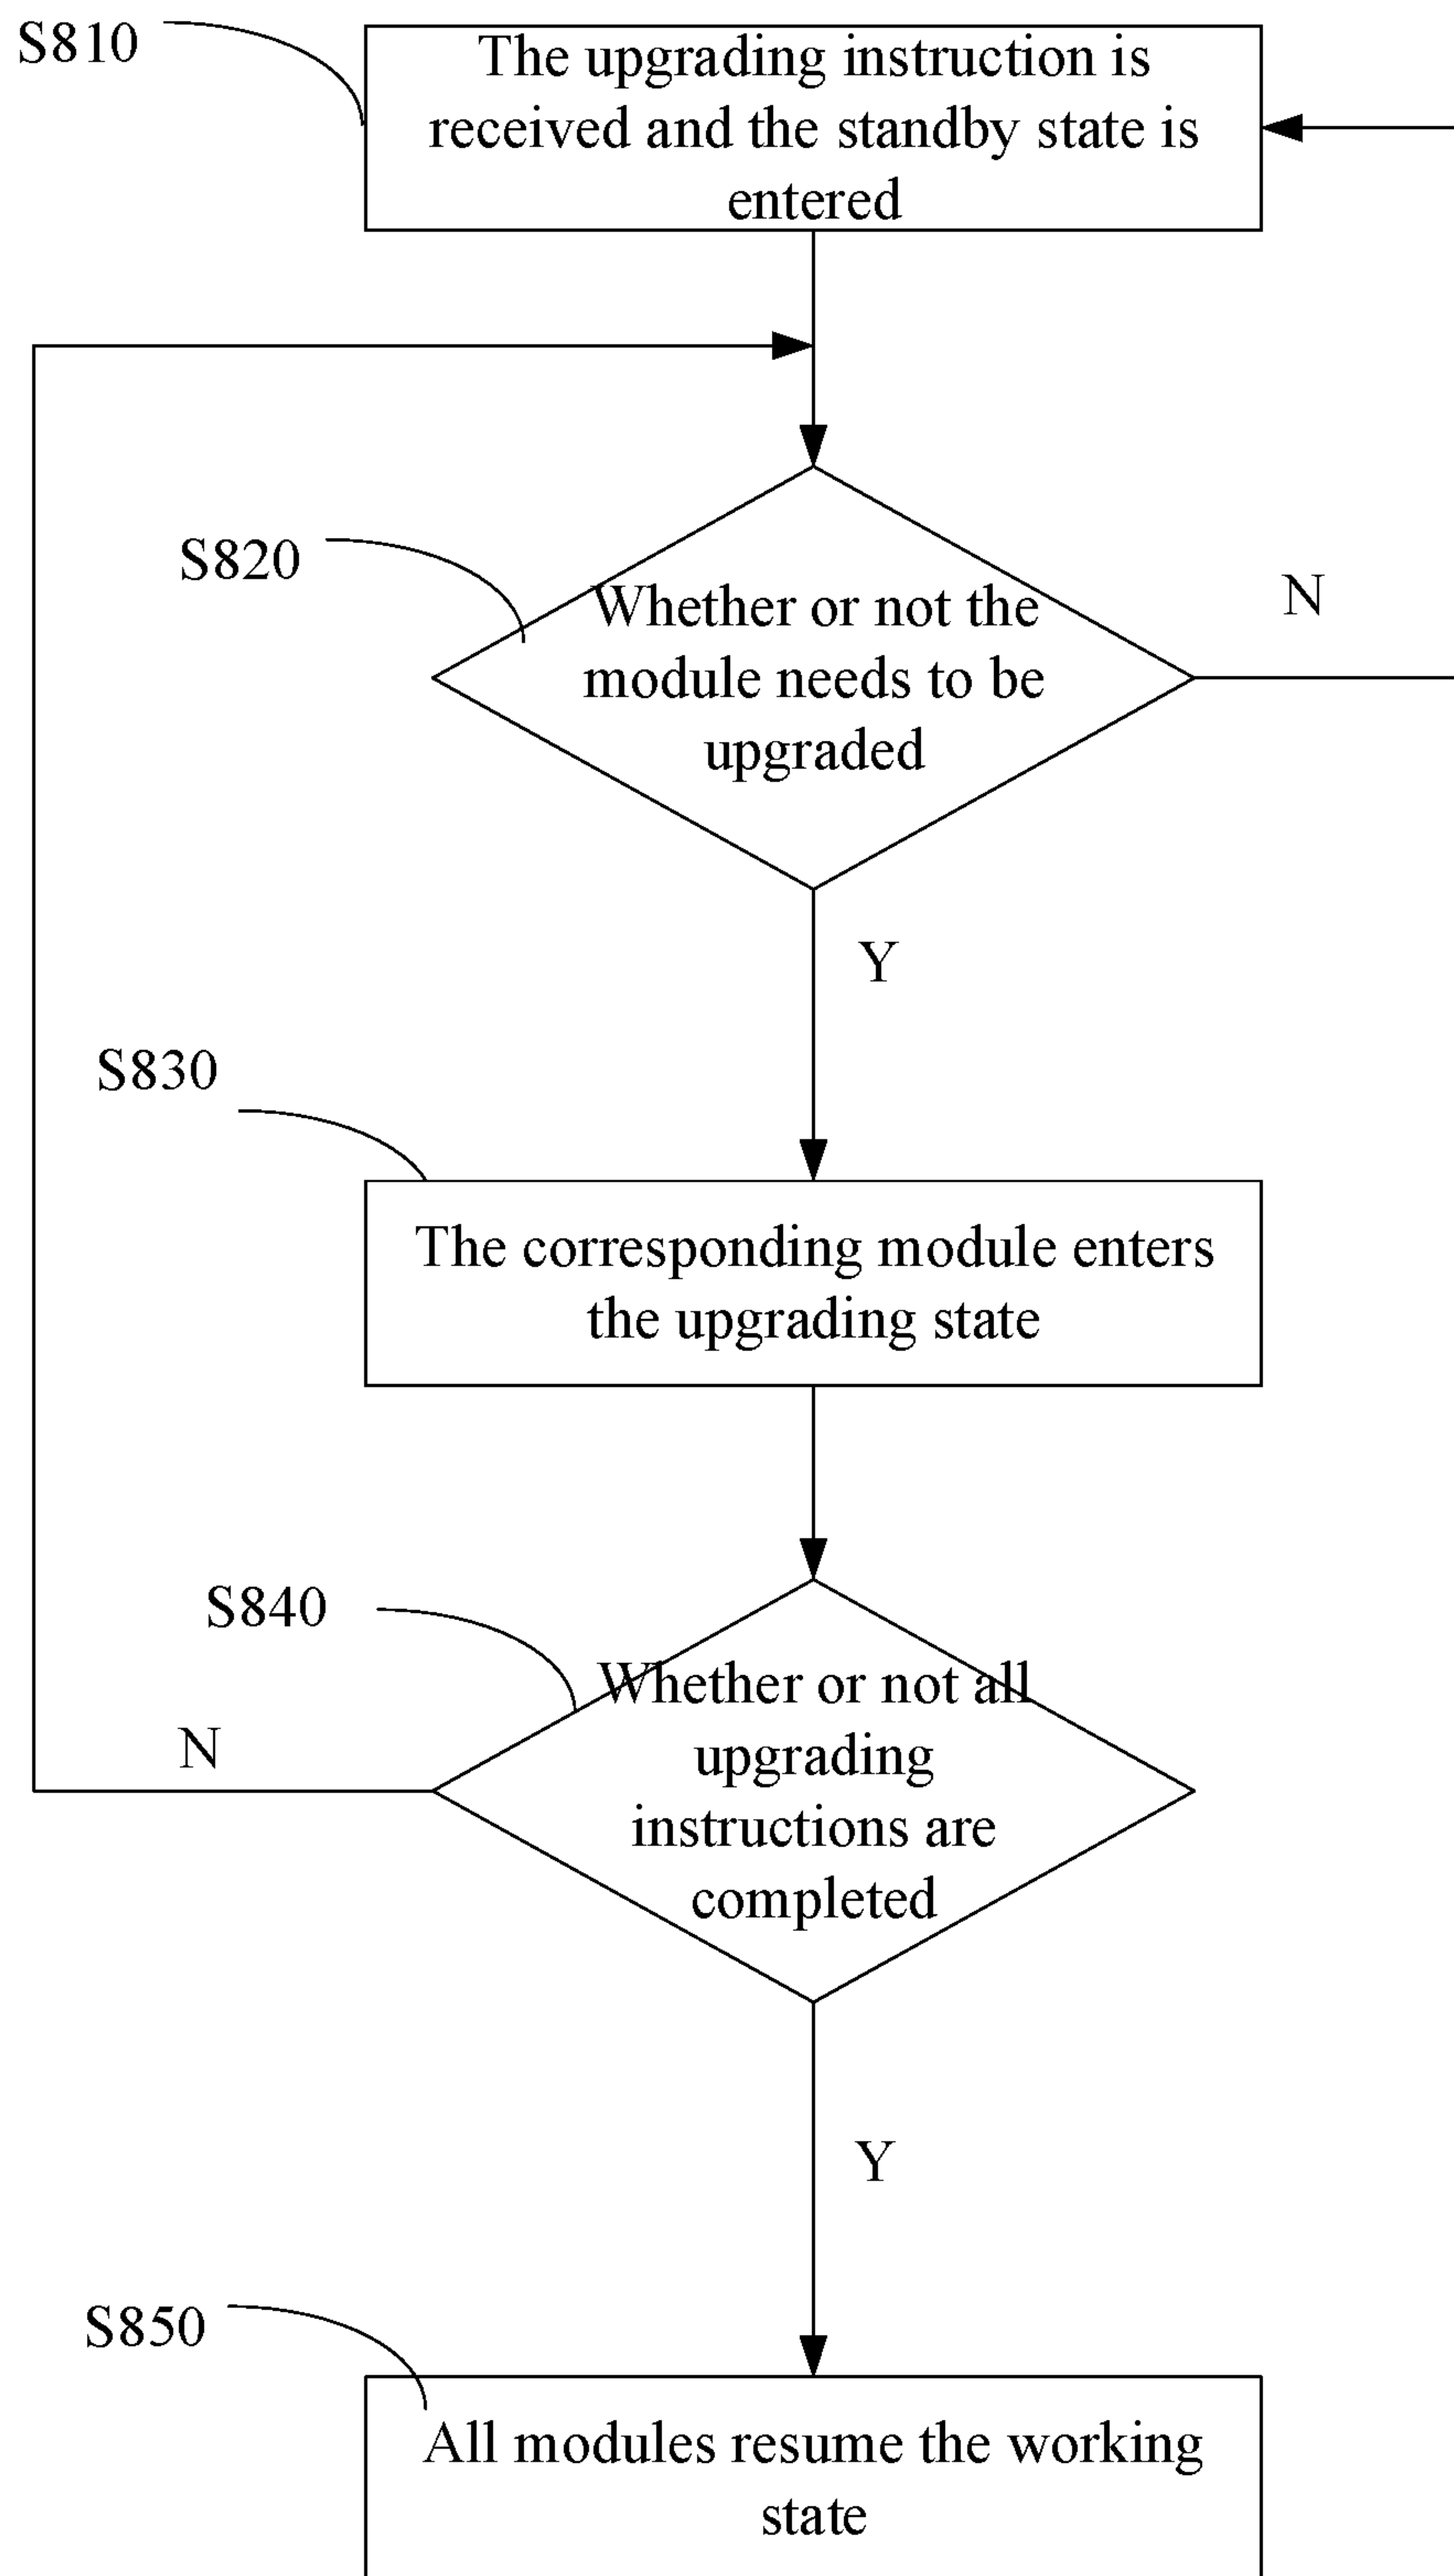 S810
The upgrading instruction is
received and the standby state is
entered
S820
Whether or not the
module needs to be
upgraded
N
Y
S830
The corresponding module enters
the upgrading state
S840
Whether or not all
upgrading
instructions are
completed
N
Y
S850
All modules resume the working
state